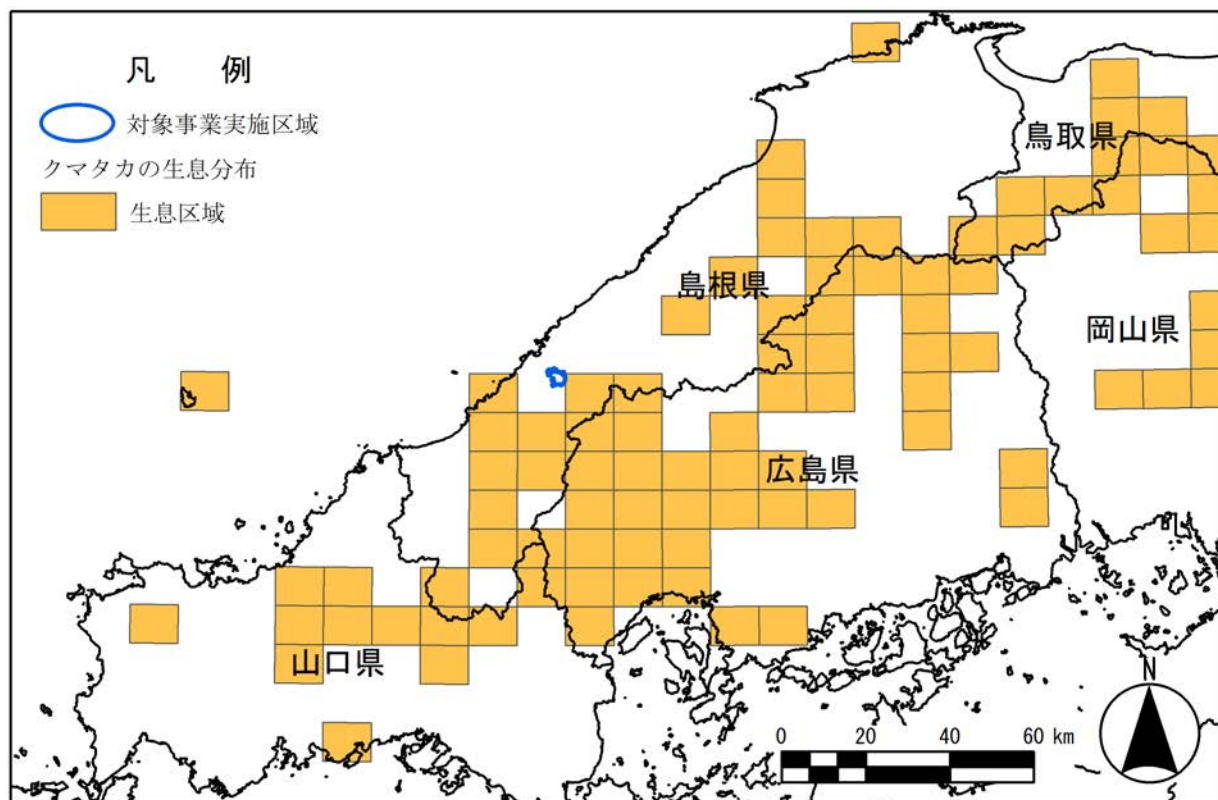 凡 例
対象事業実施区域
クマタカの生息分布
生息区域
鳥取県
島根県
岡山県
広島県
山口県
N
0 20 40 60 km